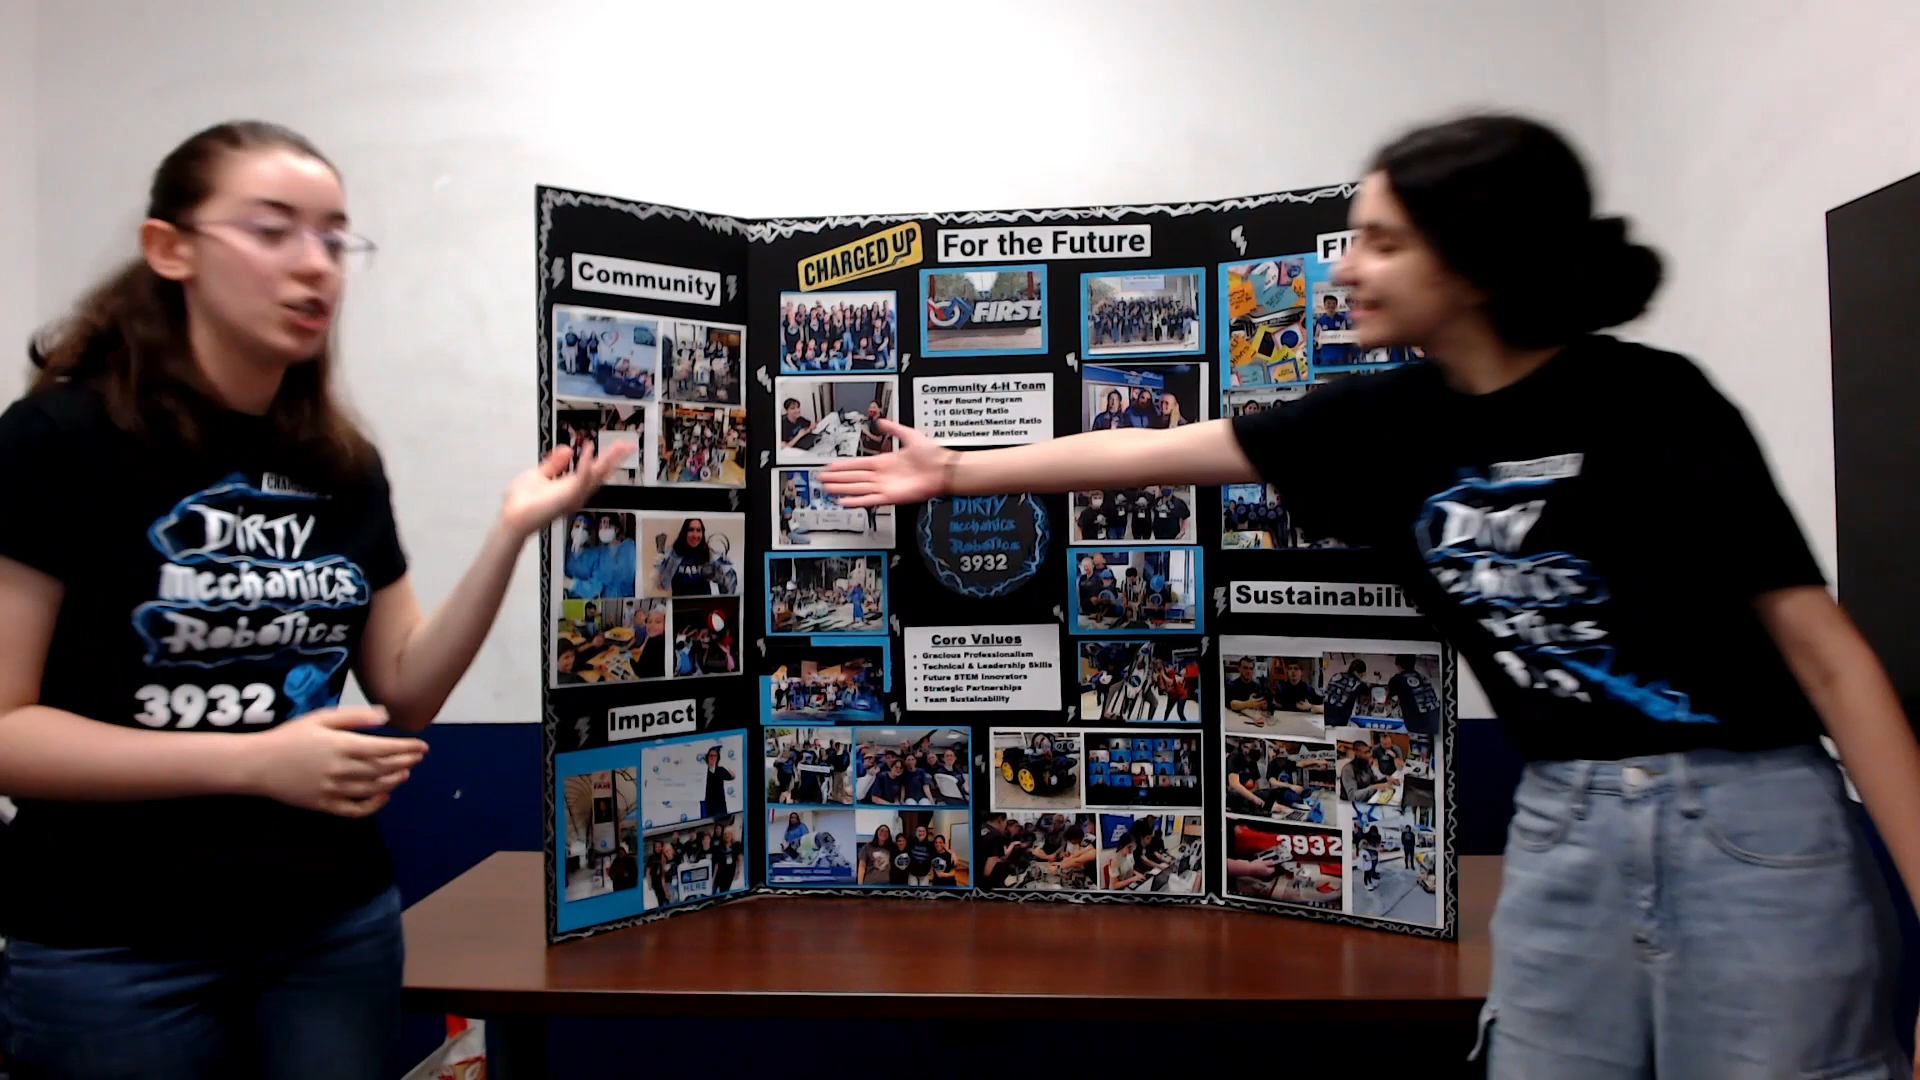 Community
CHARGED UP
For the Future
FIRST
Community 4-H Team
Year Round Program
1:1 Girl/Boy Ratio
2:1 Student/Mentor Ratio
All Volunteer Mentors
DIRTY
mechanics
Robotics
3932
Core Values
Gracious Professionalism
Technical & Leadership Skills
Future STEM Innovators
Strategic Partnerships
Team Sustainability
Impact
HERE
3932
DIRTY
mechanics
Robotics
3932